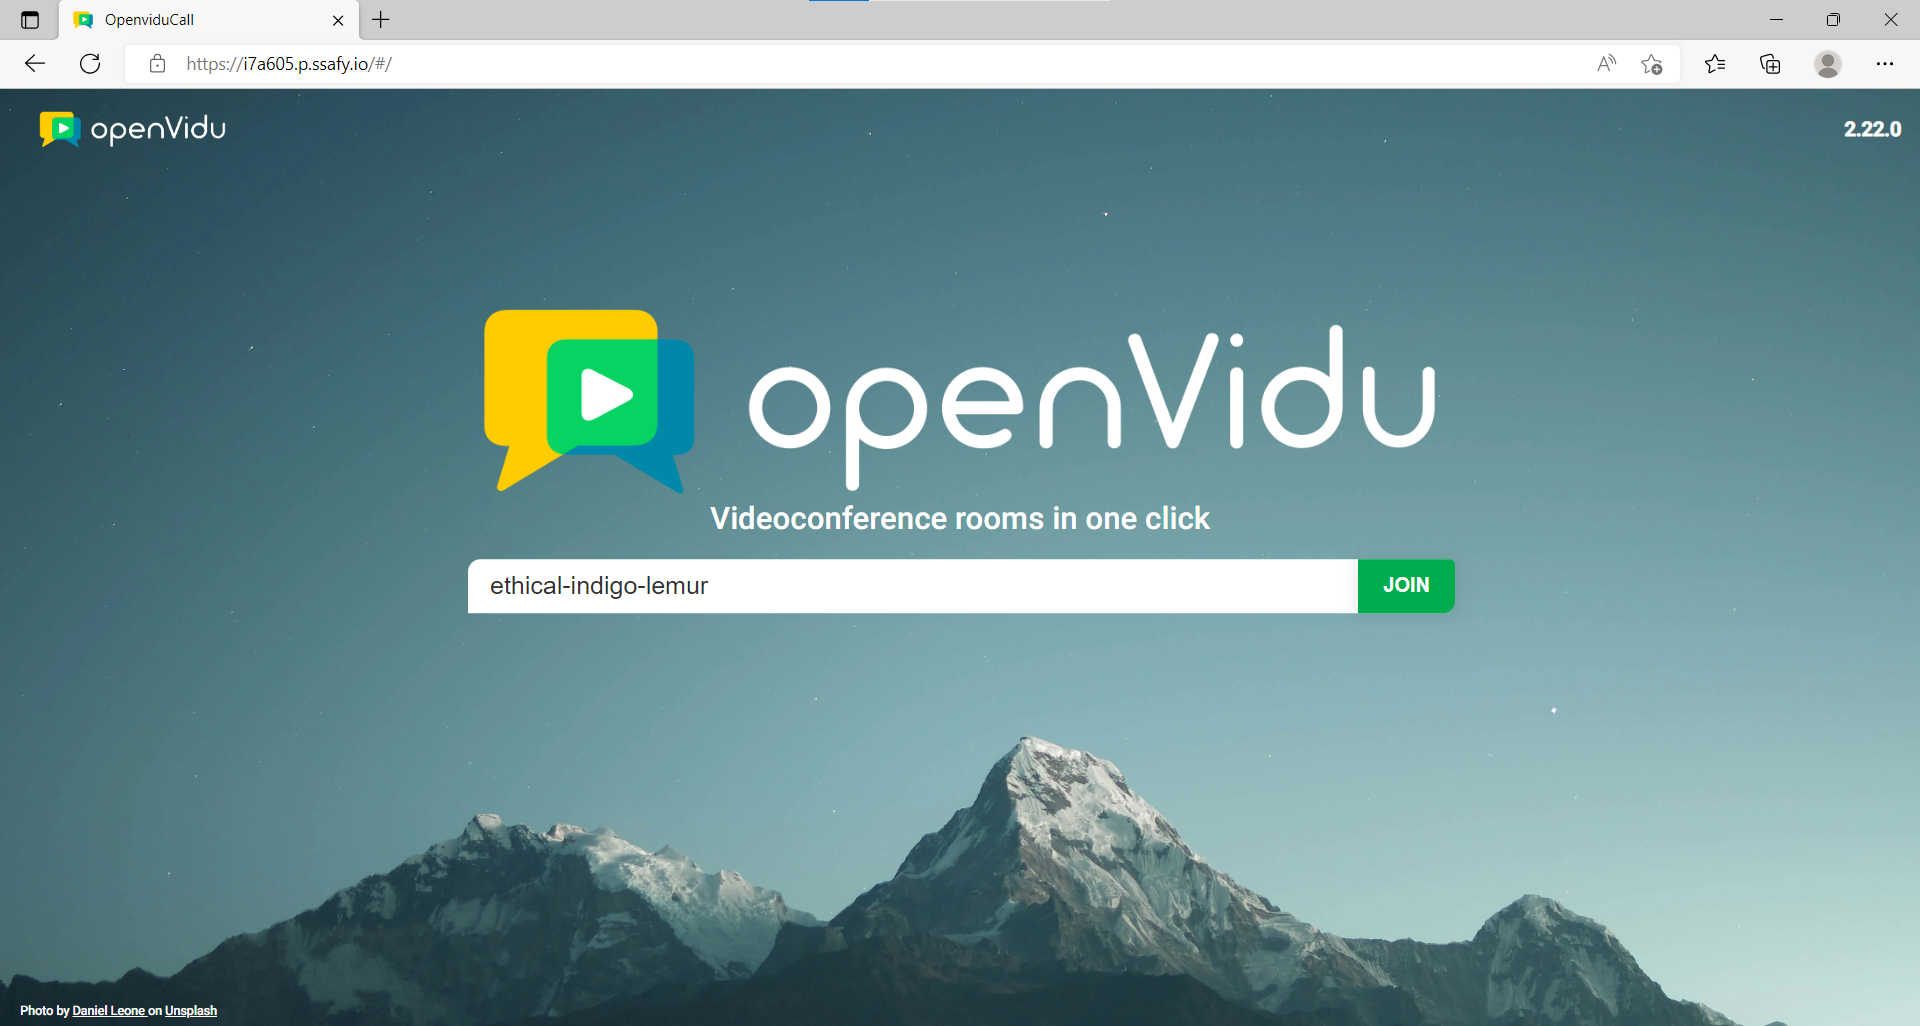 OpenviduCall
https://i7a605.p.ssafy.io/#/
openVidu
2.22.0
openVidu
Videoconference rooms in one click
ethical-indigo-lemur
JOIN
Photo by Daniel Leone on Unsplash